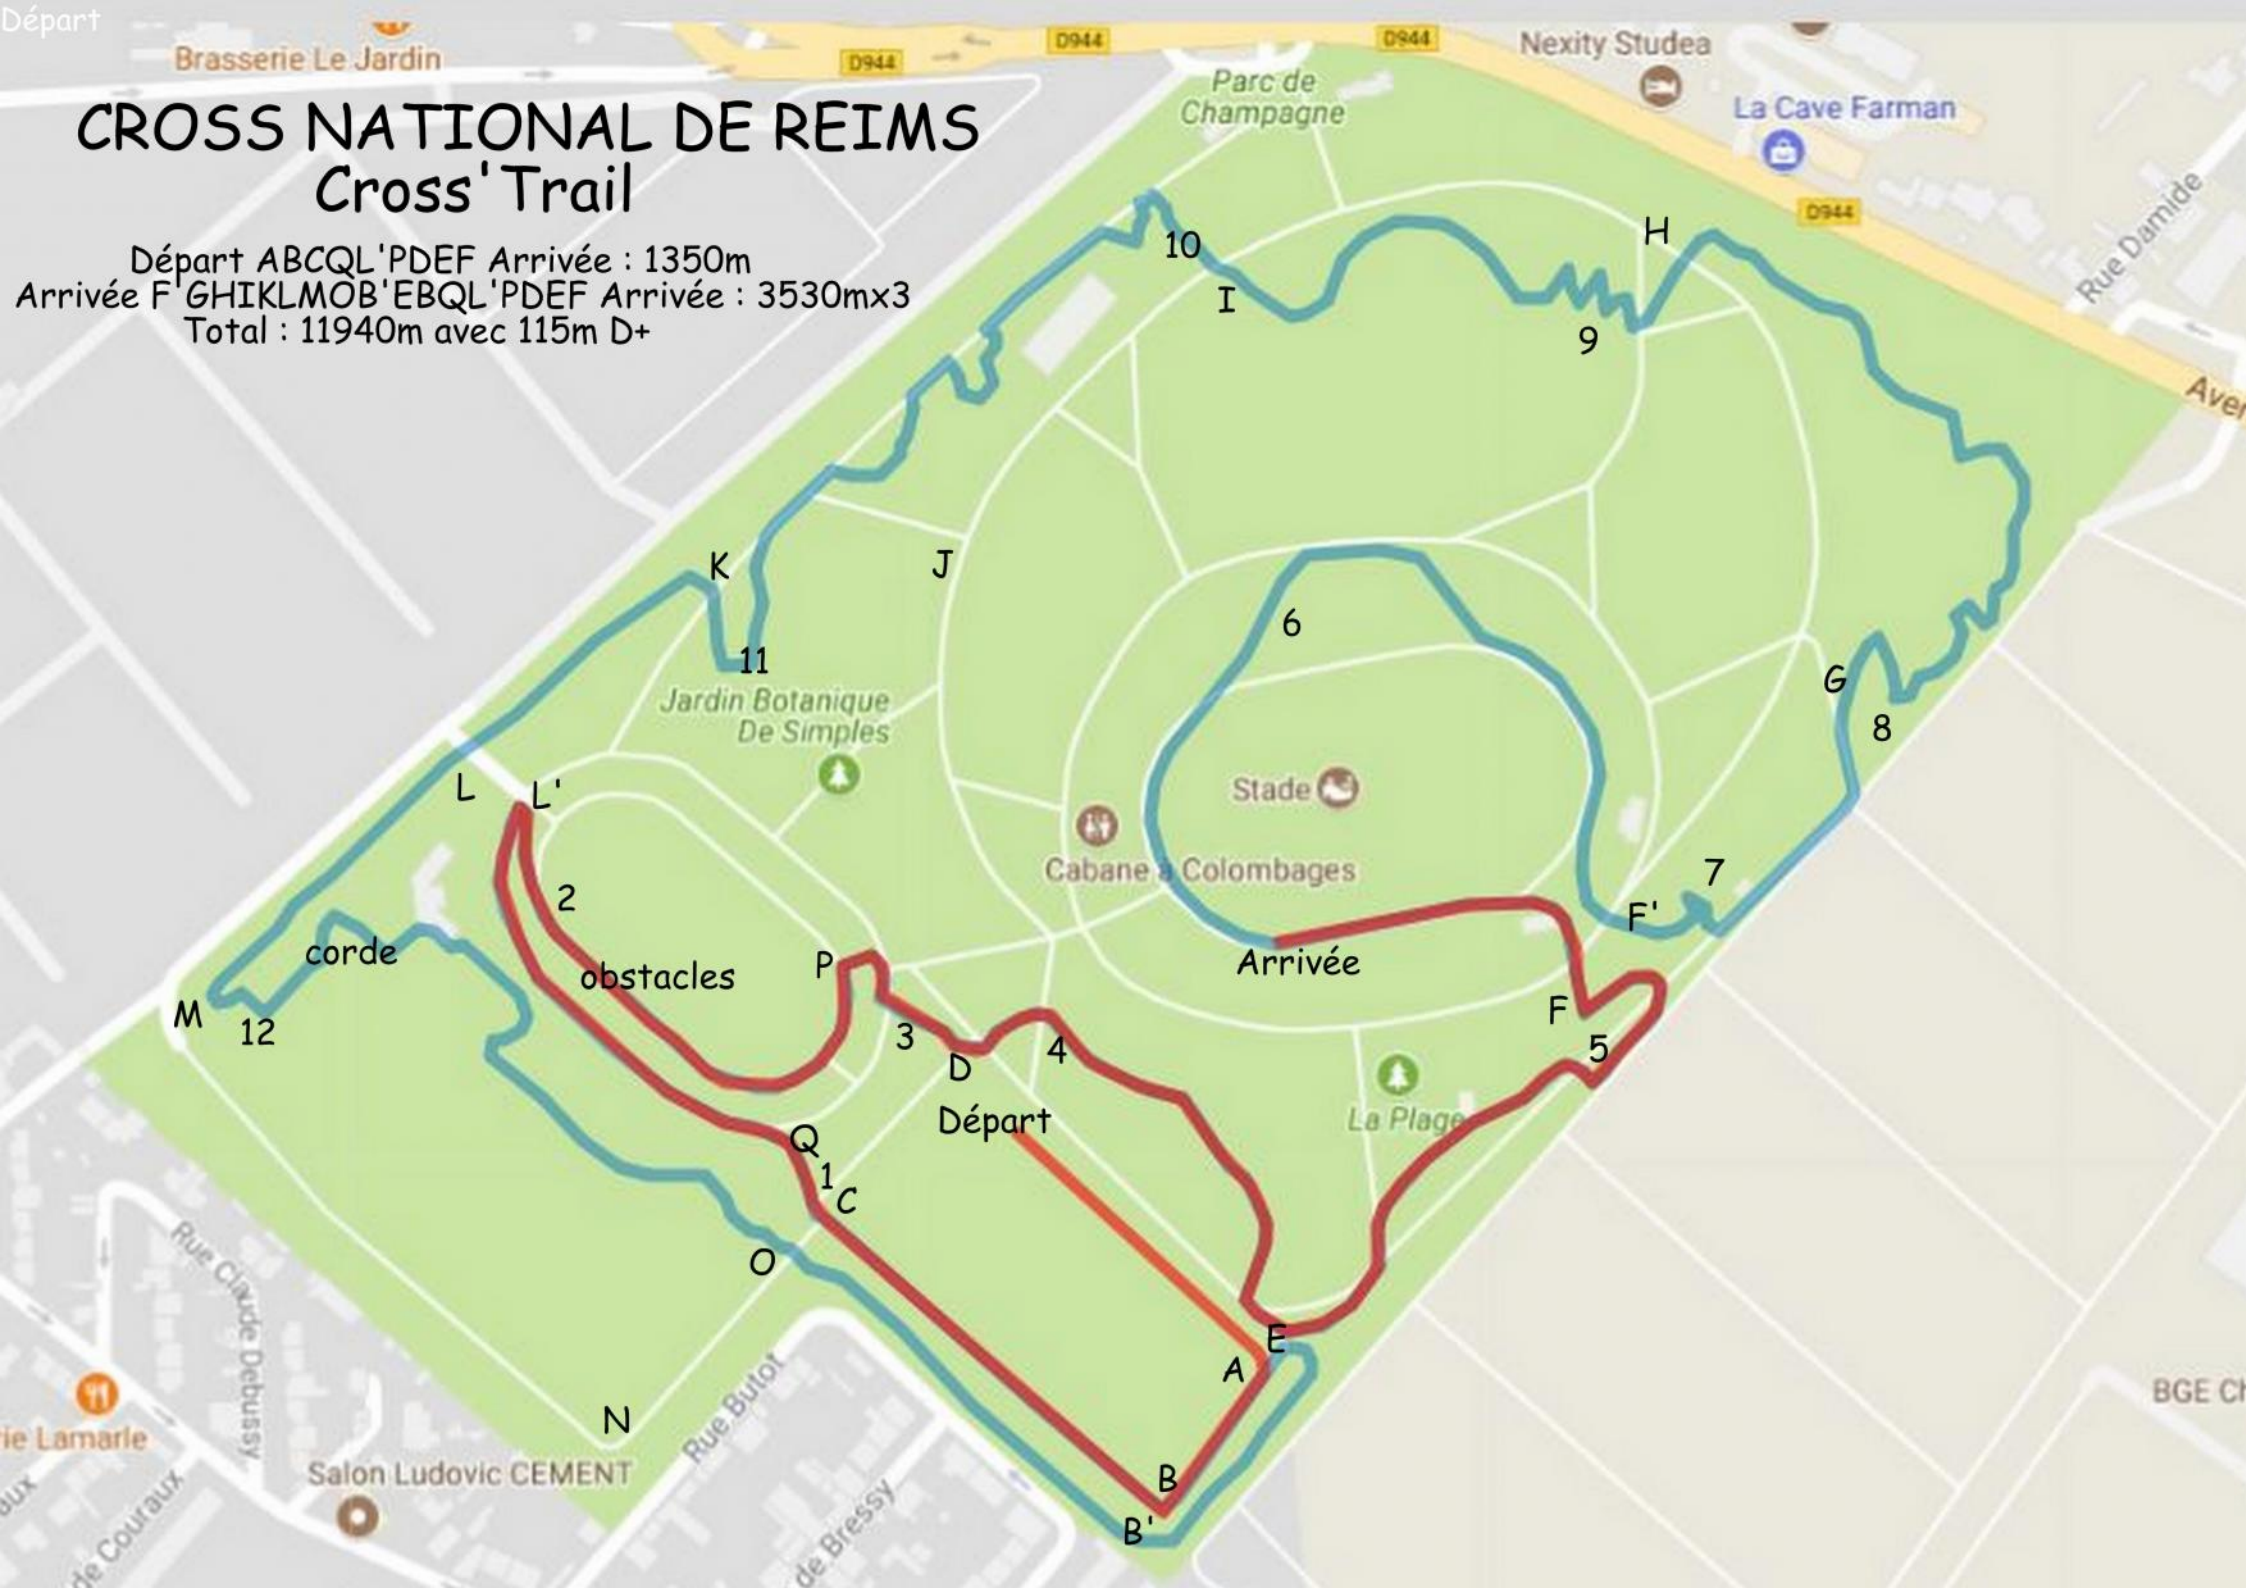 Départ
Brasserie Le Jardin
D944
D944
D944
Nexity Studea
Parc de
Champagne
La Cave Farman
D944
Rue Damide
CROSS NATIONAL DE REIMS
Cross'Trail
Départ ABCQL'PDEF Arrivée : 1350m
Arrivée F'GHIKLMOB'EBQL'PDEF Arrivée : 3530mx3
Total : 11940m avec 115m D+
H
10
I
9
Aver
K
J
6
11
G
Jardin Botanique
De Simples
8
L
L'
Stade
Cabane à Colombages
7
2
F'
corde
obstacles
P
Arrivée
M
12
3
D
4
F
5
Départ
La Plage
Q
1
C
O
Rue Claude Debussy
E
A
N
Rue Butot
BGE Ch
rie Lamarle
Salon Ludovic CEMENT
B
B'
aux
de Couraux
de Bressy